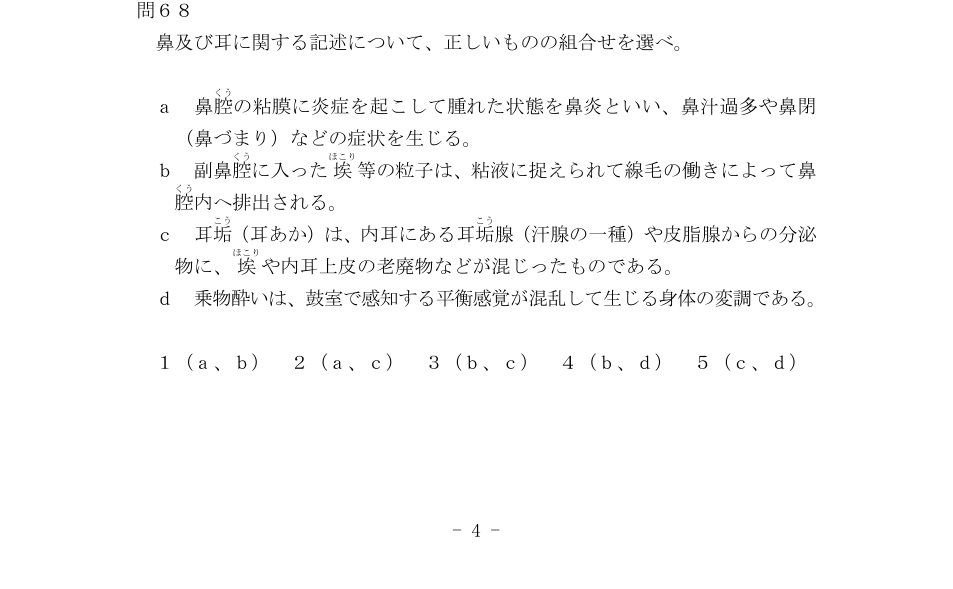 問６８
鼻及び耳に関する記述について、正しいものの組合せを選べ。
くう
ａ　鼻腔の粘膜に炎症を起こして腫れた状態を鼻炎といい、鼻汁過多や鼻閉
（鼻づまり）などの症状を生じる。
くう　ほこり
ｂ　副鼻腔に入った埃等の粒子は、粘液に捉えられて線毛の働きによって鼻
くう
腔内へ排出される。
こう　こう
ｃ　耳垢（耳あか）は、内耳にある耳垢腺（汗腺の一種）や皮脂腺からの分泌
ほこり
物に、埃や内耳上皮の老廃物などが混じったものである。
ｄ　乗物酔いは、鼓室で感知する平衡感覚が混乱して生じる身体の変調である。
１（ａ、ｂ）　２（ａ、ｃ）　３（ｂ、ｃ）　４（ｂ、ｄ）　５（ｃ、ｄ）
- 4 -